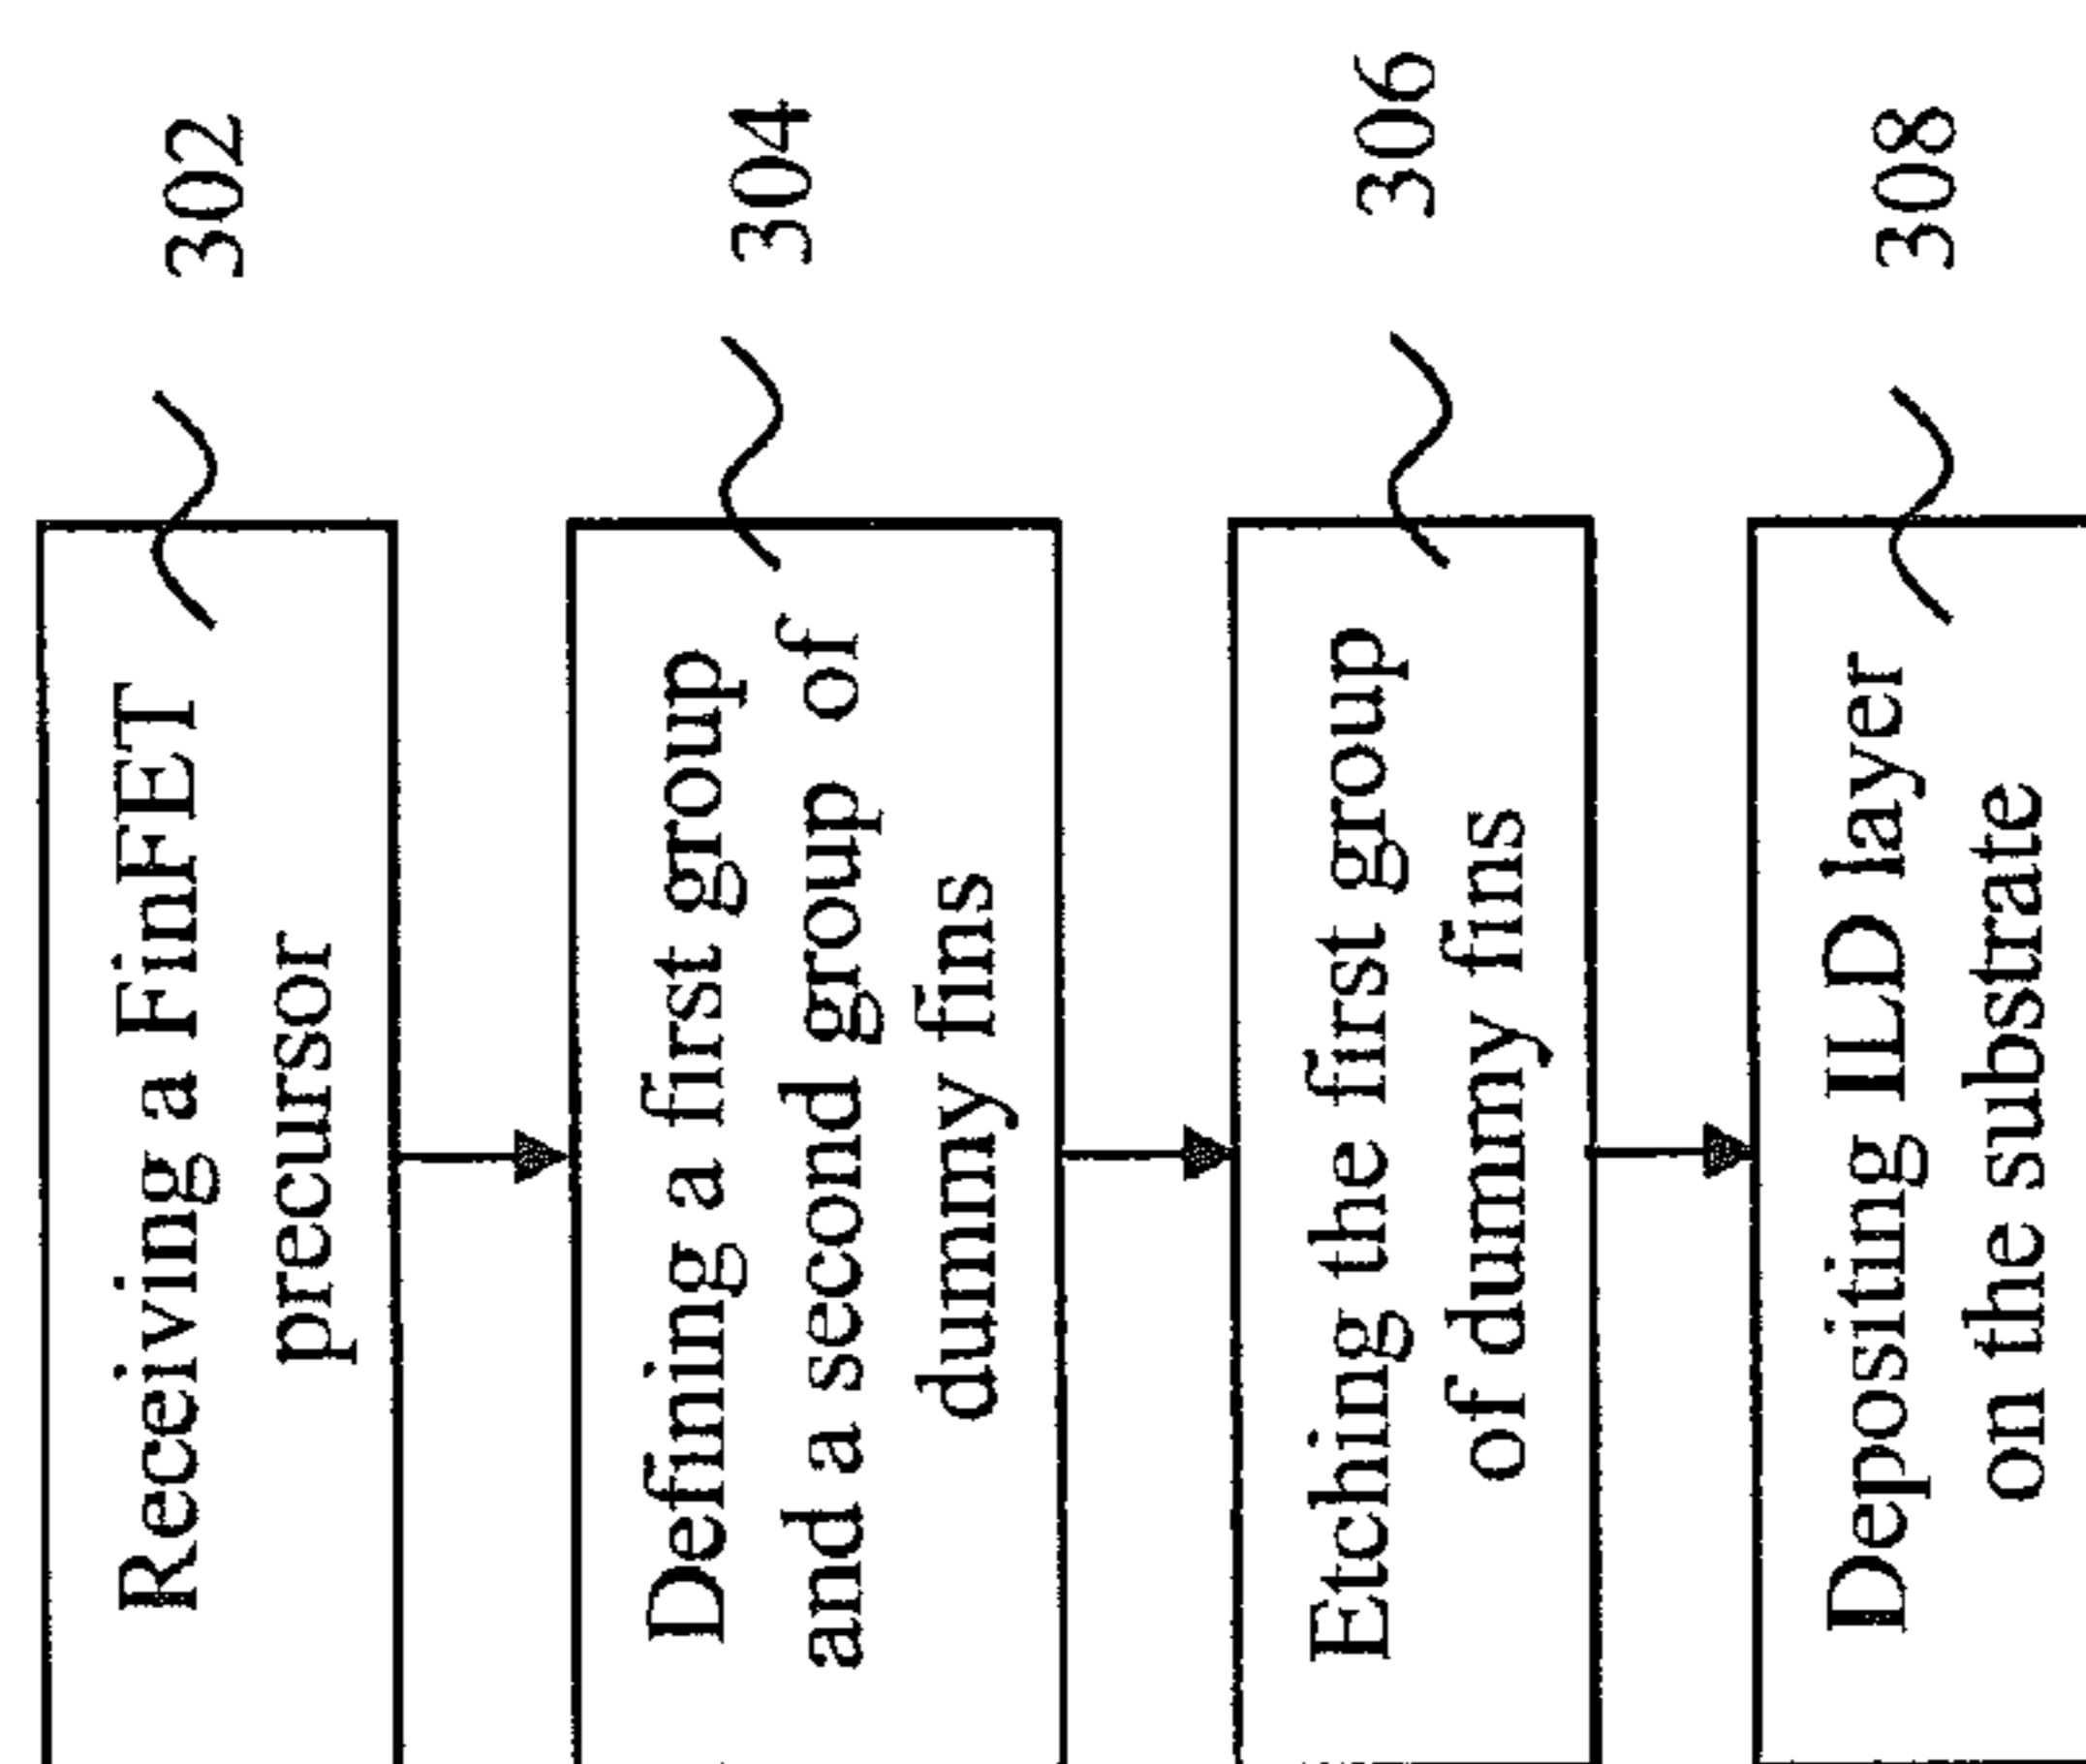 Receiving a FinFET
precursor
302
Defining a first group
and a second group of
dummy fins
304
Etching the first group
of dummy fins
306
Depositing ILD layer
on the substrate
308